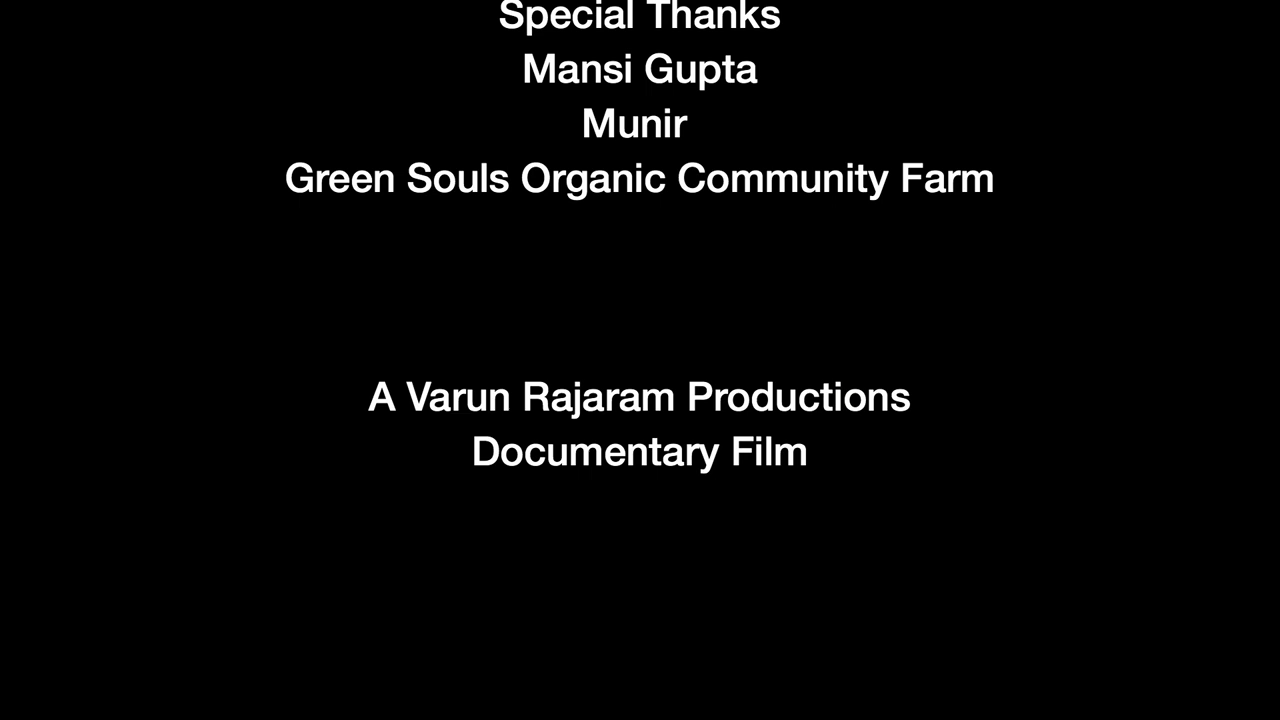 Special Thanks
Mansi Gupta
Munir
Green Souls Organic Community Farm
A Varun Rajaram Productions
Documentary Film